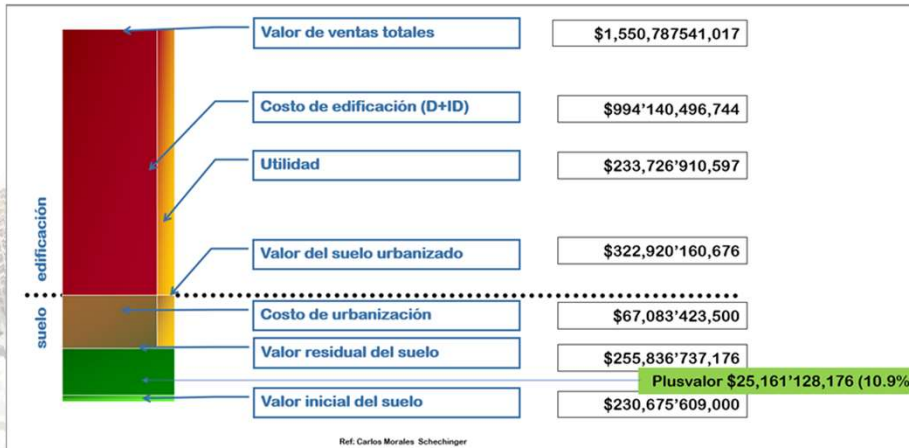 Valor de ventas totales $1,550,787541,017
Costo de edificación (D+ID) $994'140,496,744
Utilidad $233,726'910,597
edificación
Valor del suelo urbanizado $322,920'160,676
suelo
Costo de urbanización $67,083'423,500
Valor residual del suelo $255,836'737,176
Plusvalor $25,161'128,176 (10.9%
Valor inicial del suelo $230,675'609,000
Ref: Carlos Morales Schechinger